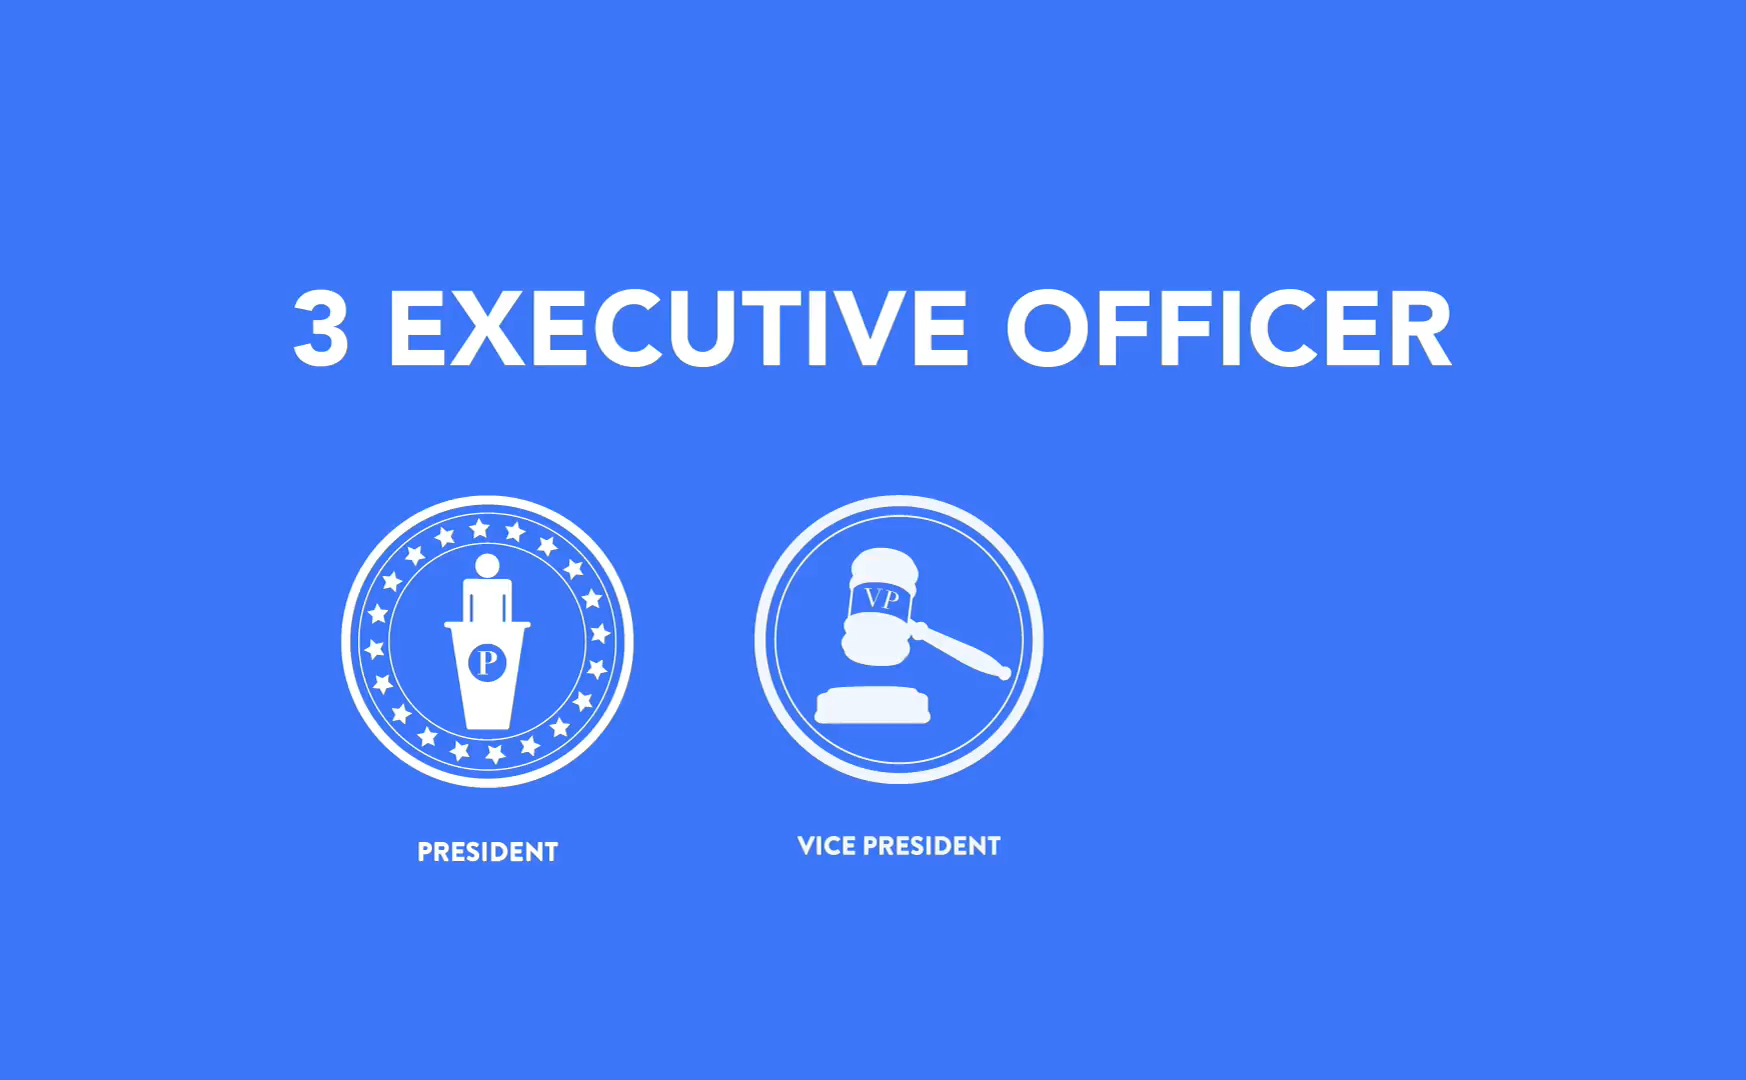 3 EXECUTIVE OFFICER
P
VP
PRESIDENT
VICE PRESIDENT